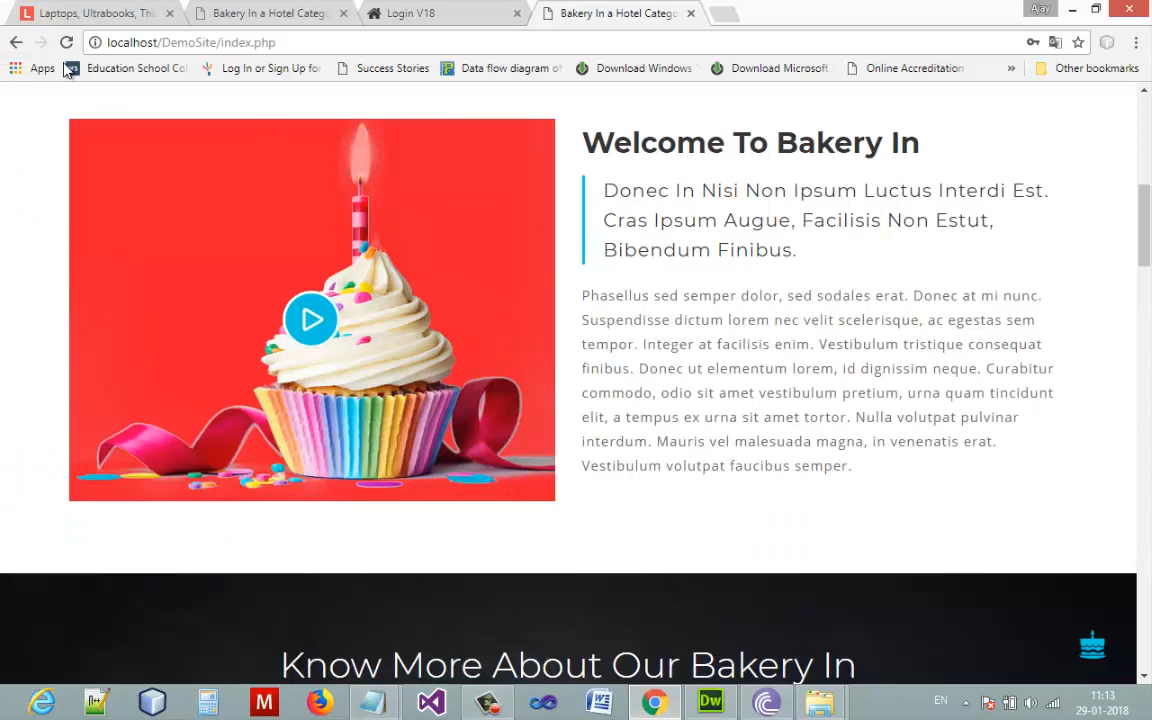 Laptops, Ultrabooks, Thi
Bakery In a Hotel Catego
Login V18
Bakery In a Hotel Catego
Ajay
localhost/DemoSite/index.php
Apps
Education School Co
Log In or Sign Up for
Success Stories
Data flow diagram of
Download Windows
Download Microsoft
Online Accreditation
»
Other bookmarks
Welcome To Bakery In
Donec In Nisi Non Ipsum Luctus Interdi Est.
Cras Ipsum Augue, Facilisis Non Estut,
Bibendum Finibus.
Phasellus sed semper dolor, sed sodales erat. Donec at mi nunc.
Suspendisse dictum lorem nec velit scelerisque, ac egestas sem
tempor. Integer at facilisis enim. Vestibulum tristique consequat
finibus. Donec ut elementum lorem, id dignissim neque. Curabitur
commodo, odio sit amet vestibulum pretium, urna quam tincidunt
elit, a tempus ex urna sit amet tortor. Nulla volutpat pulvinar
interdum. Mauris vel malesuada magna, in venenatis erat.
Vestibulum volutpat faucibus semper.
Know More About Our Bakery In
EN
11:13
29-01-2018